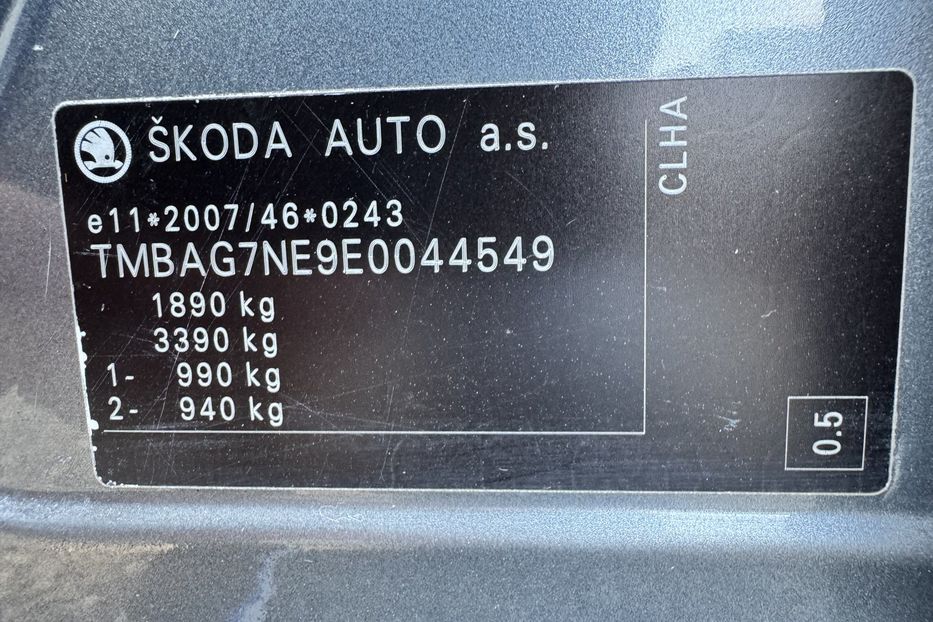 ŠKODA AUTO a.s.
e11*2007/46*0243
TMBAG7NE9E0044549
1890 kg
3390 kg
1- 990 kg
2- 940 kg
CLHA
0.5